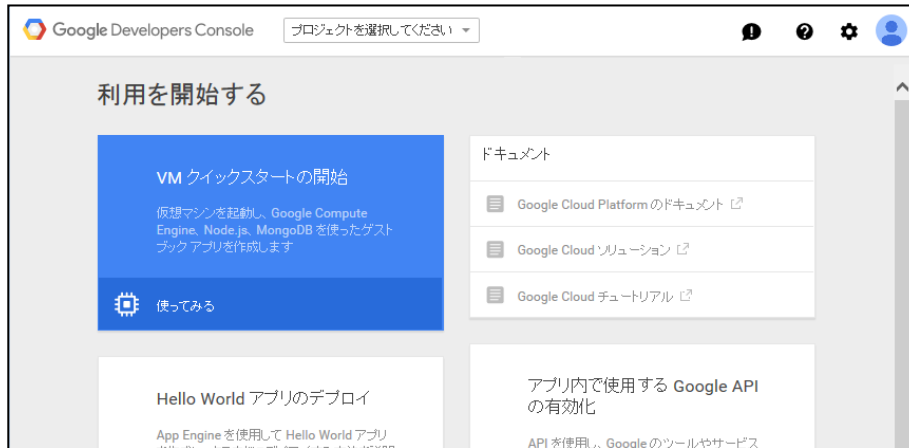 Google Developers Console
プロジェクトを選択してください
利用を開始する
VM クイックスタートの開始
仮想マシンを起動し、Google Compute
Engine、Node.js、MongoDB を使ったゲスト
ブック アプリを作成します
使ってみる
ドキュメント
Google Cloud Platform のドキュメント
Google Cloud ソリューション
Google Cloud チュートリアル
Hello World アプリのデプロイ
App Engine を使用して Hello World アプリ
アプリ内で使用する Google API
の有効化
API を使用し、Google のツールやサービス